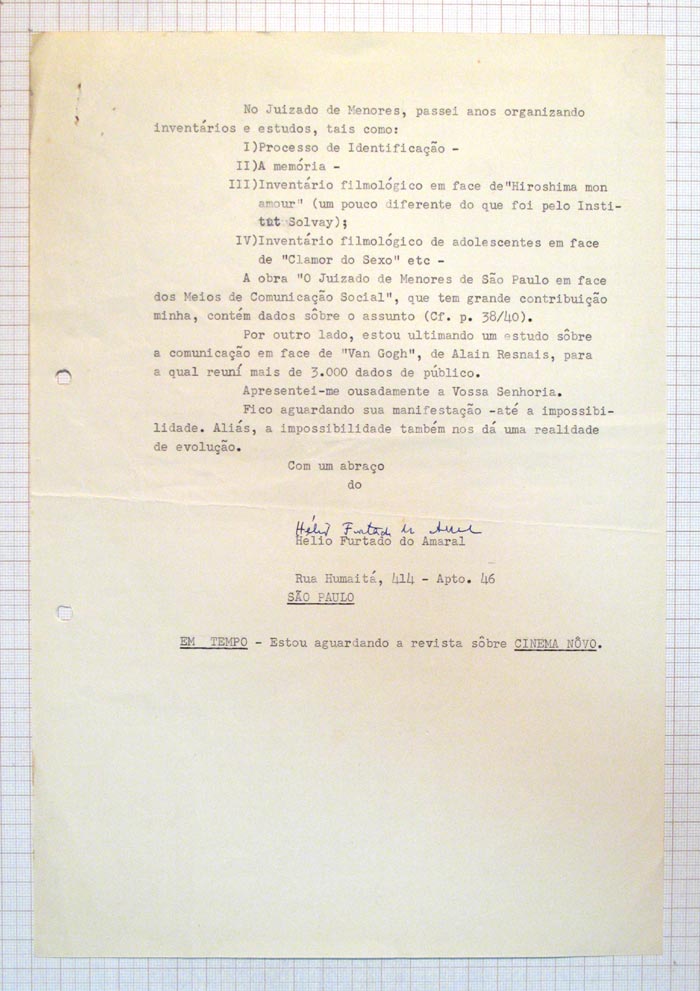 No Juizado de Menores, passei anos organizando
inventários e estudos, tais como:
I)Processo de Identificação -
II)A memória -
III)Inventário filmológico em face de"Hiroshima mon
amour" (um pouco diferente do que foi pelo Insti-
tut Solvay);
IV)Inventário filmológico de adolescentes em face
de "Clamor do Sexo" etc -
A obra "O Juizado de Menores de São Paulo em face
dos Meios de Comunicação Social", que tem grande contribuição
minha, contém dados sôbre o assunto (Cf. p. 38/40).
Por outro lado, estou ultimando um estudo sôbre
a comunicação em face de "Van Gogh", de Alain Resnais, para
a qual reuní mais de 3.000 dados de público.
Apresentei-me ousadamente a Vossa Senhoria.
Fico aguardando sua manifestação -até a impossibi-
lidade. Aliás, a impossibilidade também nos dá uma realidade
de evolução.
Com um abraço
do
Hélio Furtado do Amaral
Helio Furtado do Amaral
Rua Humaitá, 414 - Apto. 46
SÃO PAULO
EM TEMPO - Estou aguardando a revista sôbre CINEMA NÔVO.